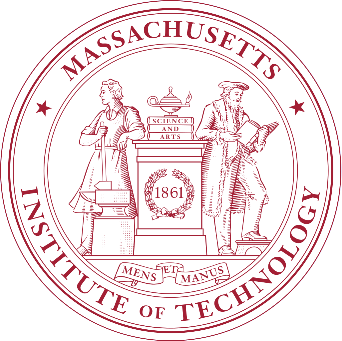 MASSACHUSETTS
INSTITUTE OF TECHNOLOGY
SCIENCE
AND
ARTS
1861
MENS ET MANUS